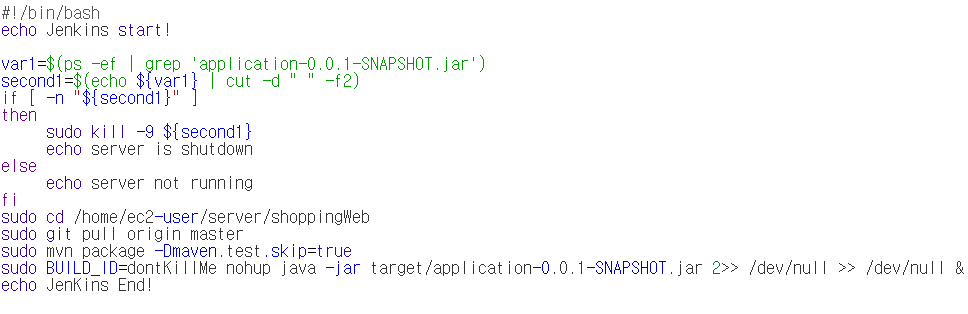 #!/bin/bash
echo Jenkins start!
var1=$(ps -ef | grep 'application-0.0.1-SNAPSHOT.jar')
second1=$(echo ${var1} | cut -d " " -f2)
if [ -n "${second1}" ]
then
sudo kill -9 ${second1}
echo server is shutdown
else
echo server not running
fi
sudo cd /home/ec2-user/server/shoppingWeb
sudo git pull origin master
sudo mvn package -Dmaven.test.skip=true
sudo BUILD_ID=dontKillMe nohup java -jar target/application-0.0.1-SNAPSHOT.jar 2>> /dev/null >> /dev/null &
echo JenKins End!